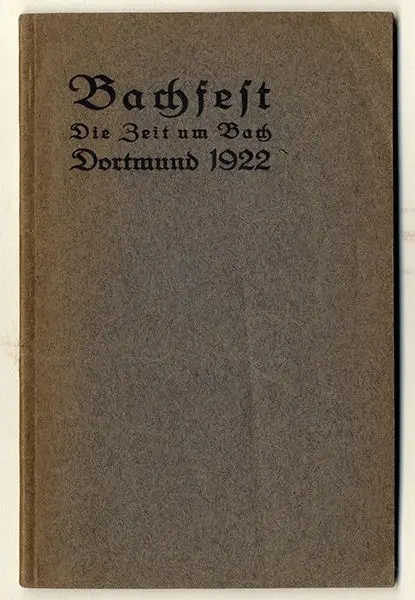 Bachfest
Die Zeit um Bach
Dortmund 1922